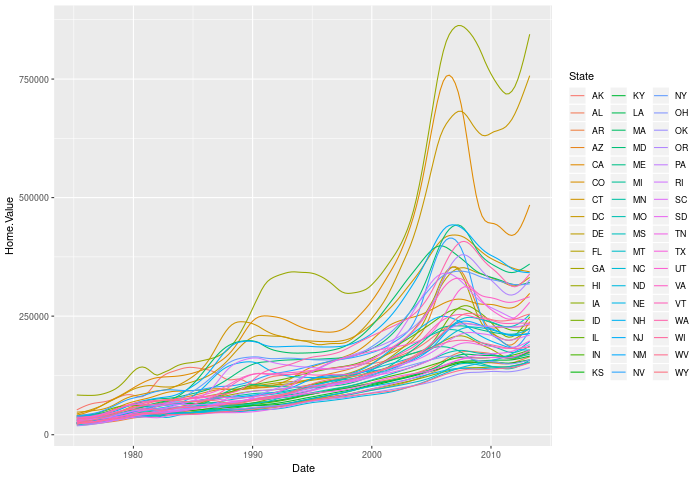 Home.Value
750000
500000
250000
0
1980
1990
2000
2010
Date
State
AK KY NY
AL LA OH
AR MA OK
AZ MD OR
CA ME PA
CO MI RI
CT MN SC
DC MO SD
DE MS TN
FL MT TX
GA NC UT
HI ND VA
IA NE VT
ID NH WA
IL NJ WI
IN NM WV
KS NV WY